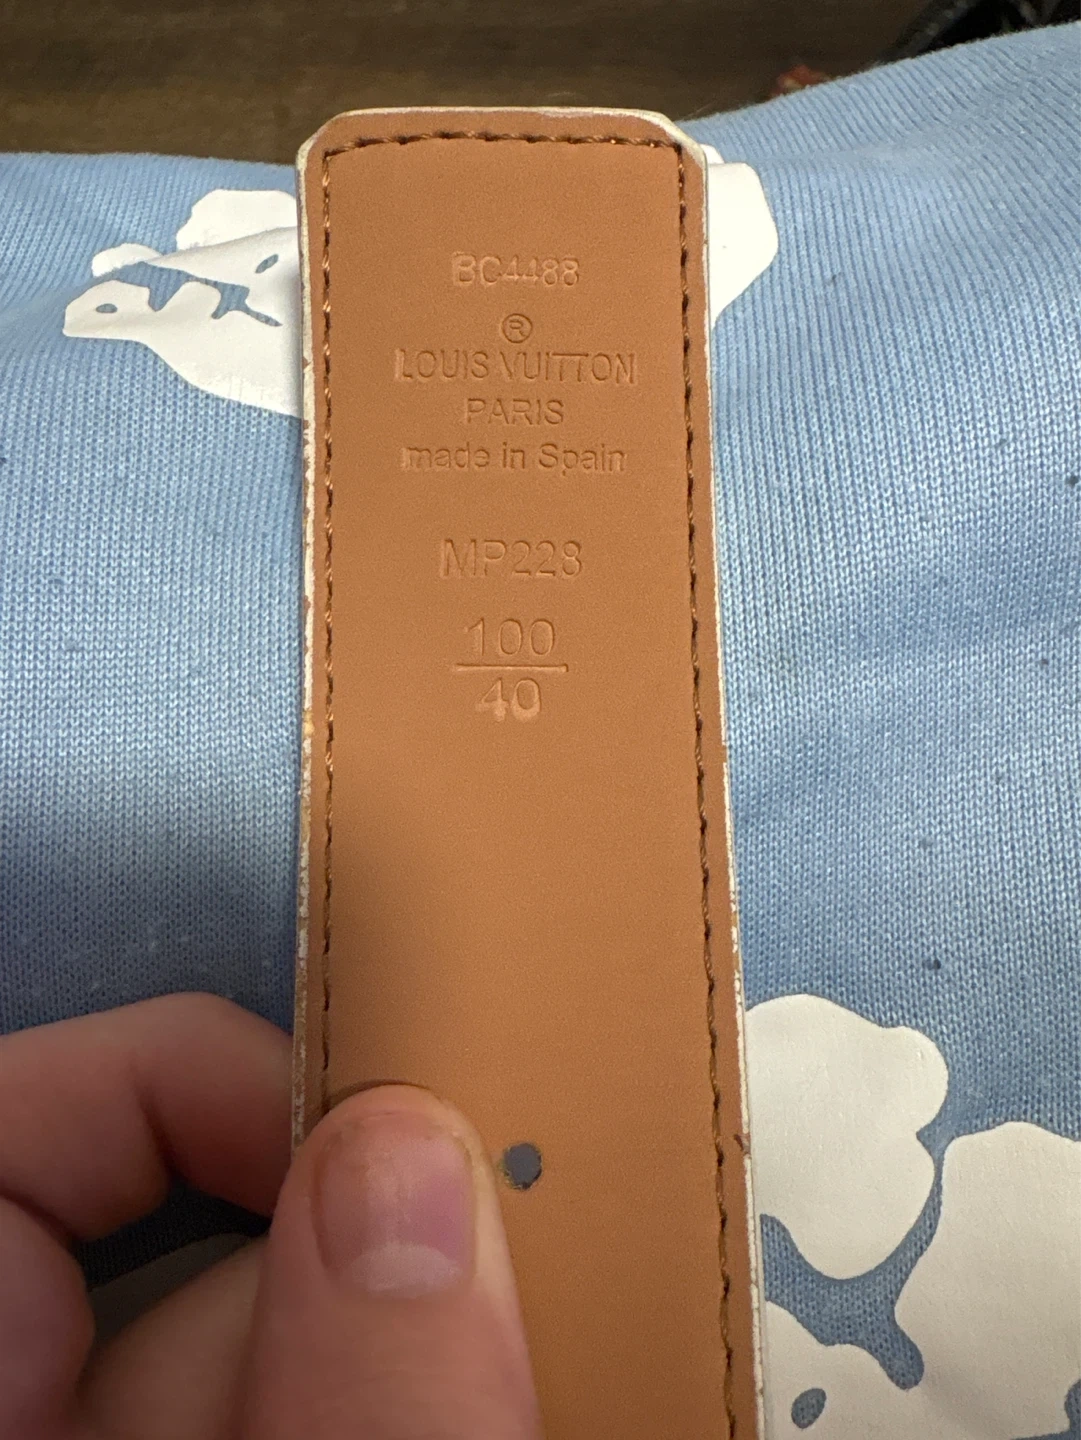 BC4488
®
LOUIS VUITTON
PARIS
made in Spain
MP228
100
40